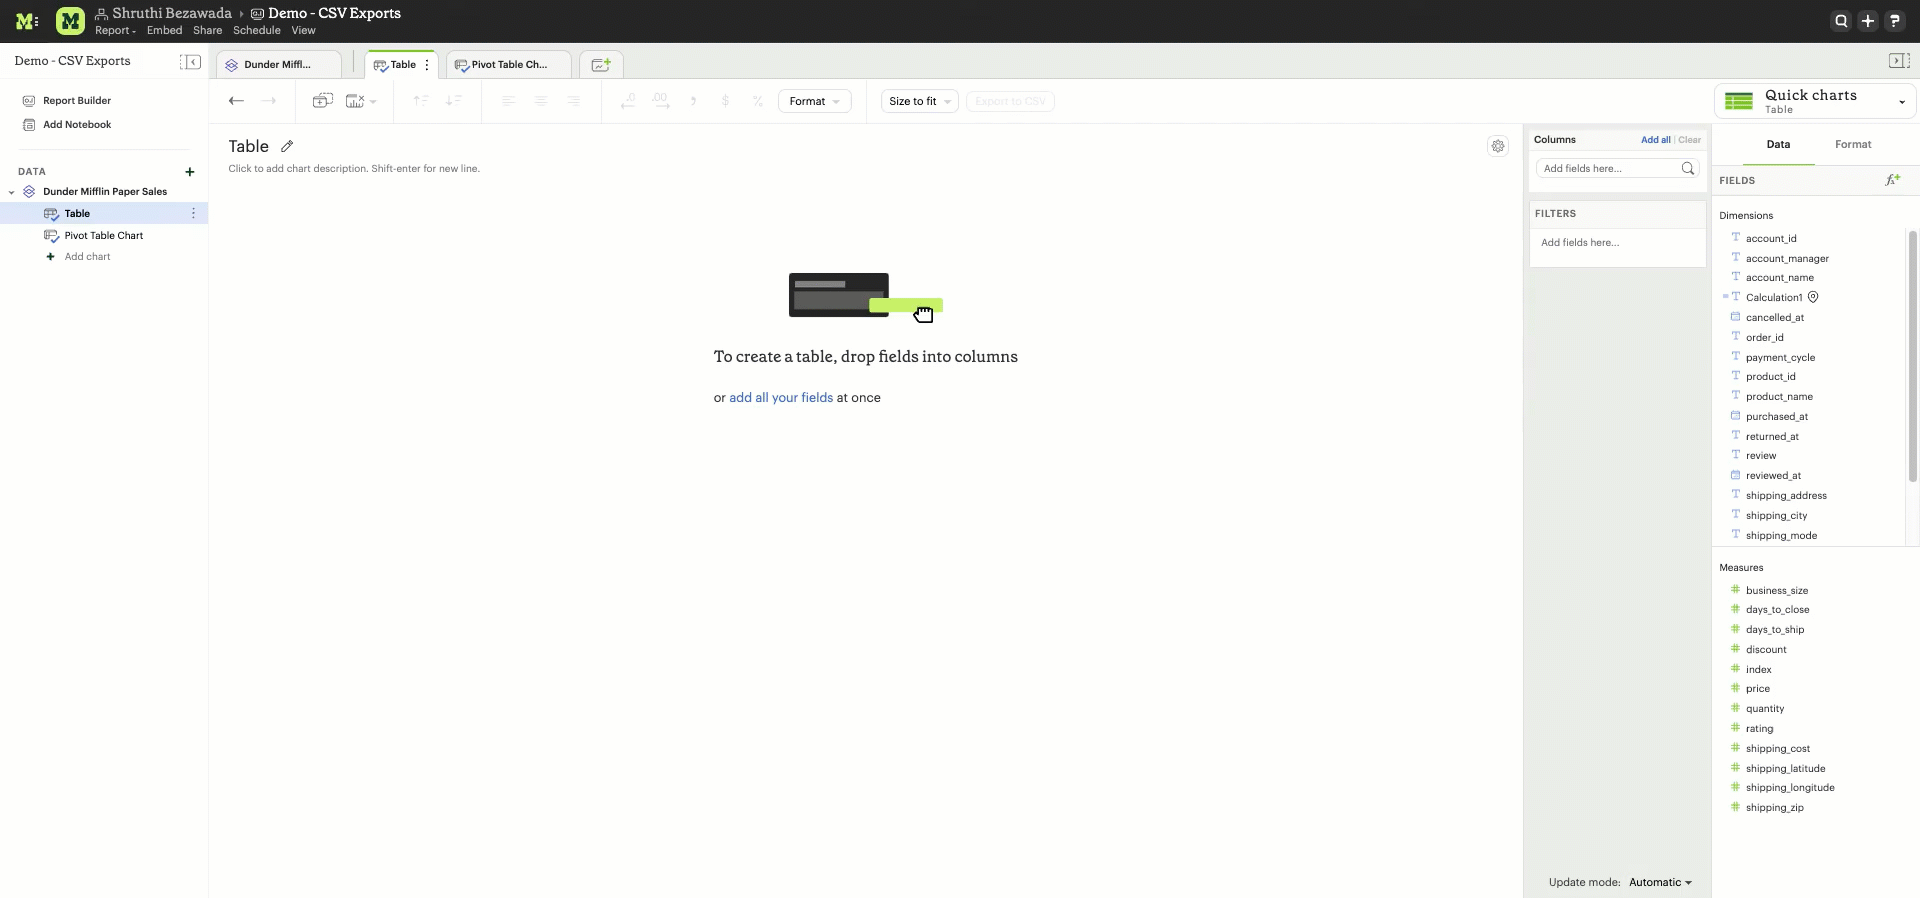 Shruthi Bezawada › Demo - CSV Exports
Report Embed Share Schedule View
Demo - CSV Exports
Dunder Miffl...
Table
Pivot Table Ch...
Report Builder
Add Notebook
DATA
Dunder Mifflin Paper Sales
Table
Pivot Table Chart
Add chart
.0
.00
,
$
%
Format
Size to fit
Export to CSV
Quick charts
Table
Table
Click to add chart description. Shift-enter for new line.
To create a table, drop fields into columns
or add all your fields at once
Columns
Add all | Clear
Add fields here...
FILTERS
Add fields here...
Update mode: Automatic
Data
Format
FIELDS
Dimensions
account_id
account_manager
account_name
Calculation1
cancelled_at
order_id
payment_cycle
product_id
product_name
purchased_at
returned_at
review
reviewed_at
shipping_address
shipping_city
shipping_mode
Measures
business_size
days_to_close
days_to_ship
discount
index
price
quantity
rating
shipping_cost
shipping_latitude
shipping_longitude
shipping_zip